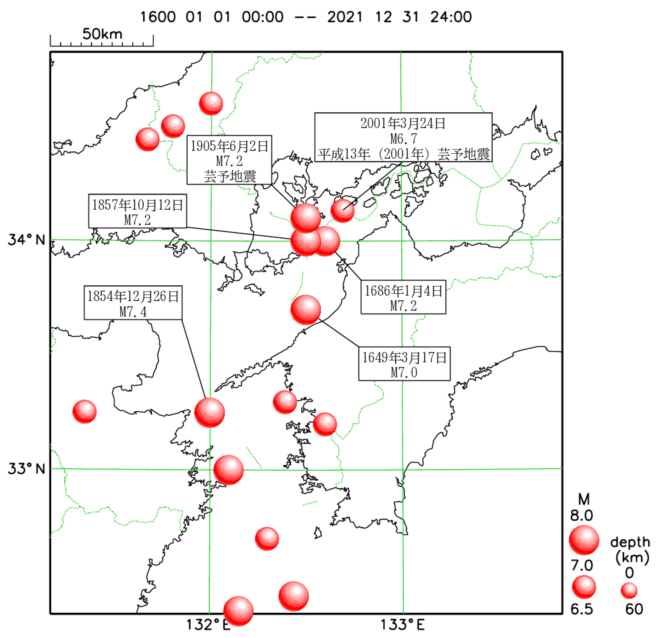 1600 01 01 00:00 -- 2021 12 31 24:00
50km
2001年3月24日
M6.7
平成13年（2001年）芸予地震
1905年6月2日
M7.2
芸予地震
1857年10月12日
M7.2
34°N
1854年12月26日
M7.4
1686年1月4日
M7.2
1649年3月17日
M7.0
33°N
132°E
133°E
M
8.0
7.0
6.5
depth
(km)
0
60